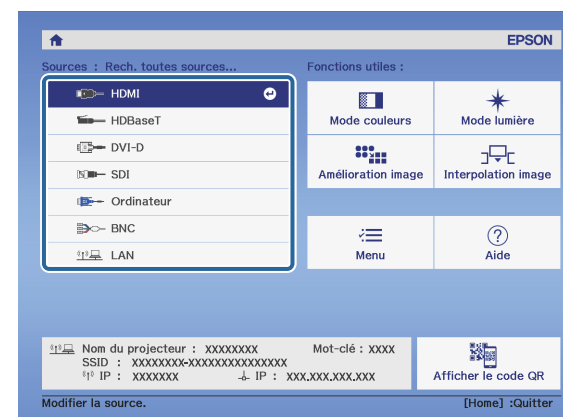 EPSON
Sources : Rech. toutes sources...
HDMI
HDBaseT
DVI-D
SDI
Ordinateur
BNC
LAN
Fonctions utiles :
Mode couleurs
Mode lumière
Amélioration image
Interpolation image
Menu
Aide
Nom du projecteur : XXXXXXXX Mot-clé : XXXX
SSID : XXXXXXXX-XXXXXXXXXXXXXXX
IP : XXXXXXX IP : XXX.XXX.XXX.XXX
Afficher le code QR
Modifier la source. [Home] :Quitter